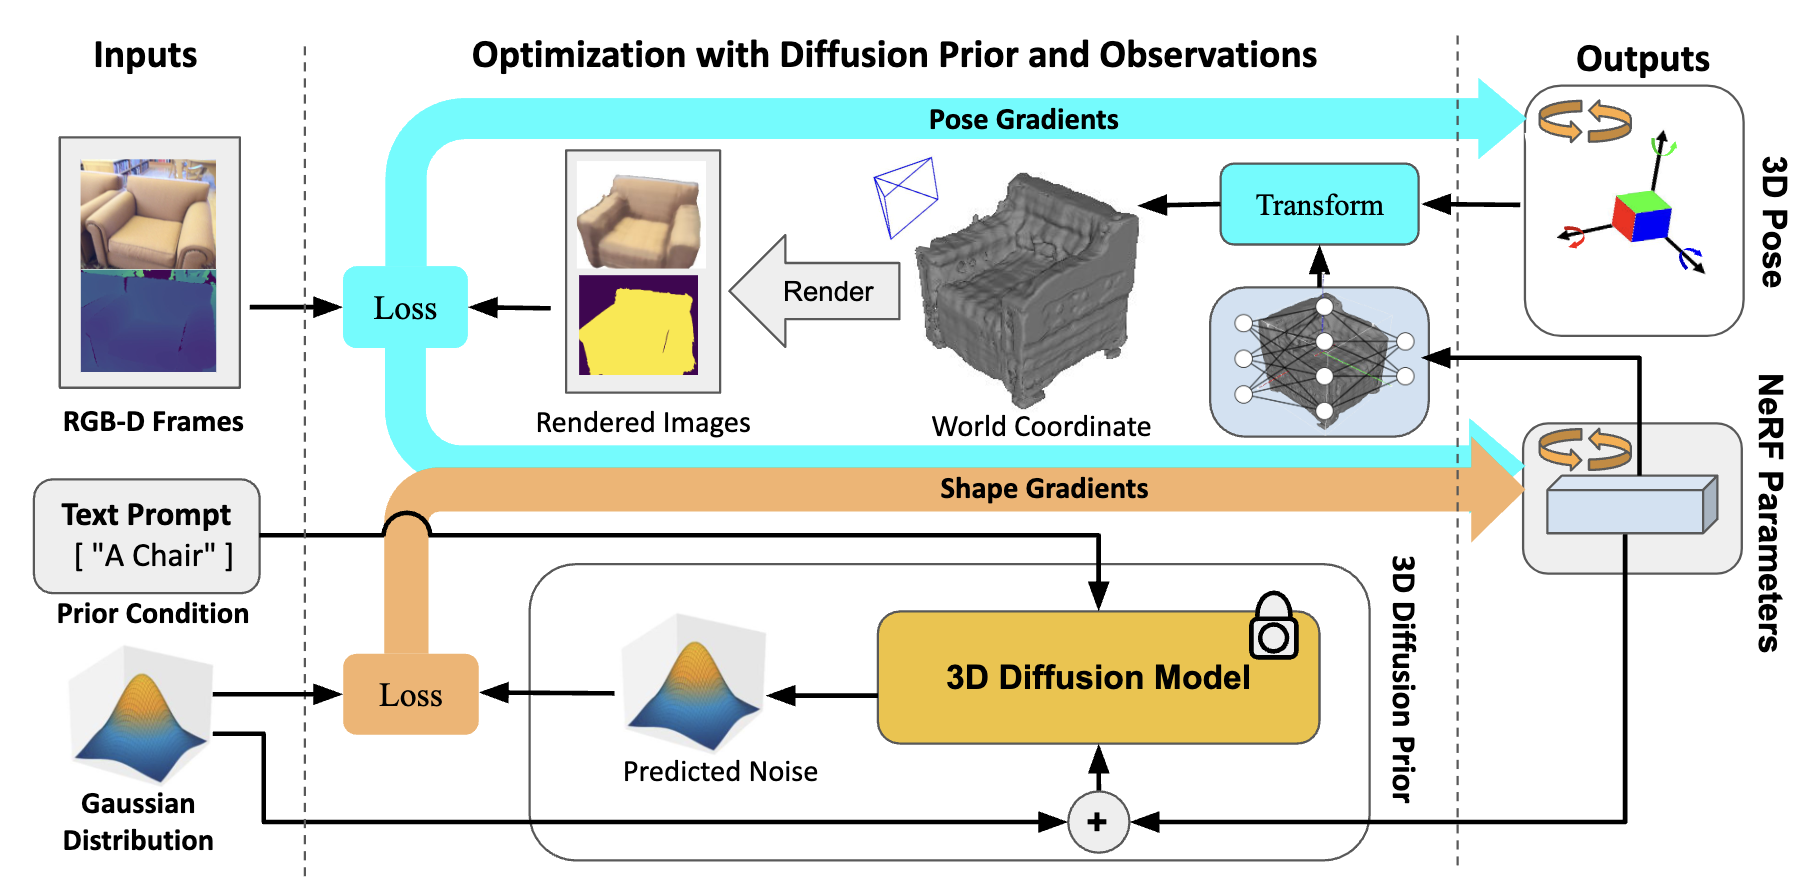 Inputs
Optimization with Diffusion Prior and Observations
Outputs
Pose Gradients
3D Pose
Transform
Render
Loss
RGB-D Frames
Rendered Images
World Coordinate
NeRF Parameters
Shape Gradients
Text Prompt
[ "A Chair" ]
Prior Condition
3D Diffusion Prior
3D Diffusion Model
Loss
Predicted Noise
Gaussian
Distribution
+